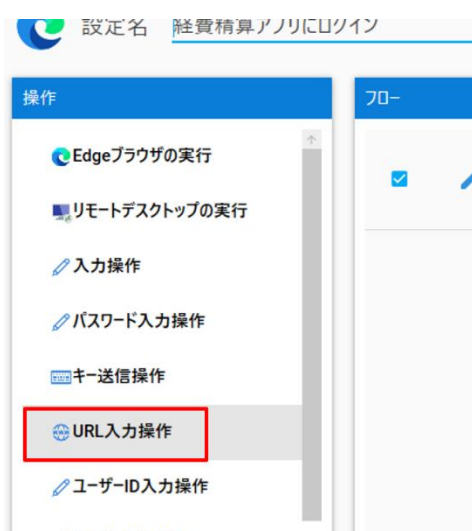 設定名 経費精算アプリにログイン
操作
フロー
Edgeブラウザの実行
リモートデスクトップの実行
入力操作
パスワード入力操作
キー送信操作
URL入力操作
ユーザーID入力操作